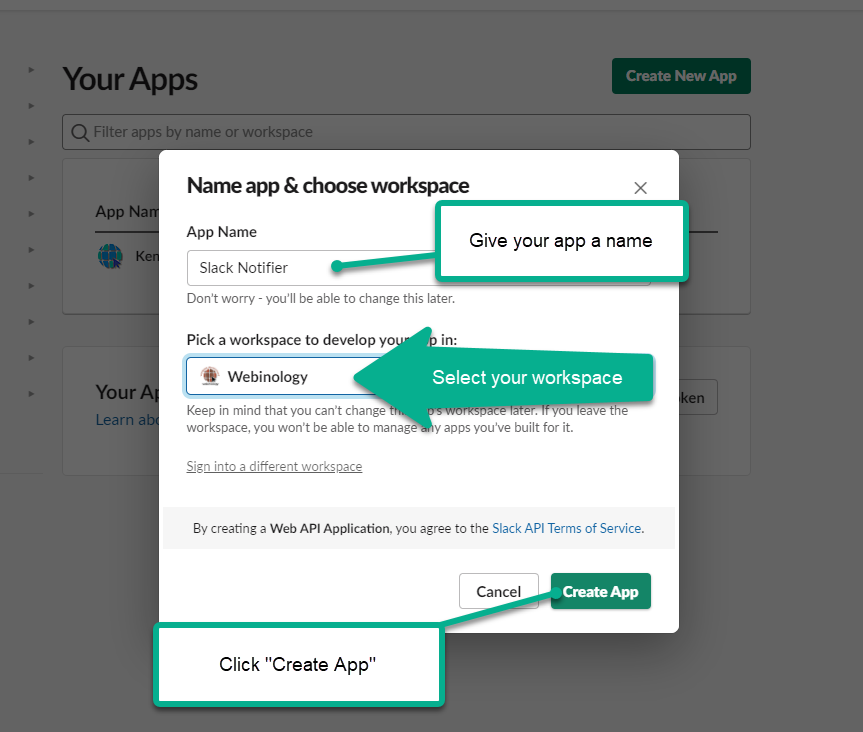 Your Apps
Create New App
Filter apps by name or workspace
Name app & choose workspace
App Name
Give your app a name
Slack Notifier
Don't worry - you'll be able to change this later.
Pick a workspace to develop your app in:
Webinology
Select your workspace
Keep in mind that you can't change this app's workspace later. If you leave the
workspace, you won't be able to manage any apps you've built for it.
Sign into a different workspace
By creating a Web API Application, you agree to the Slack API Terms of Service.
Cancel
Create App
Click "Create App"
App Nam
Ken
Your Ap
Learn abo
ken